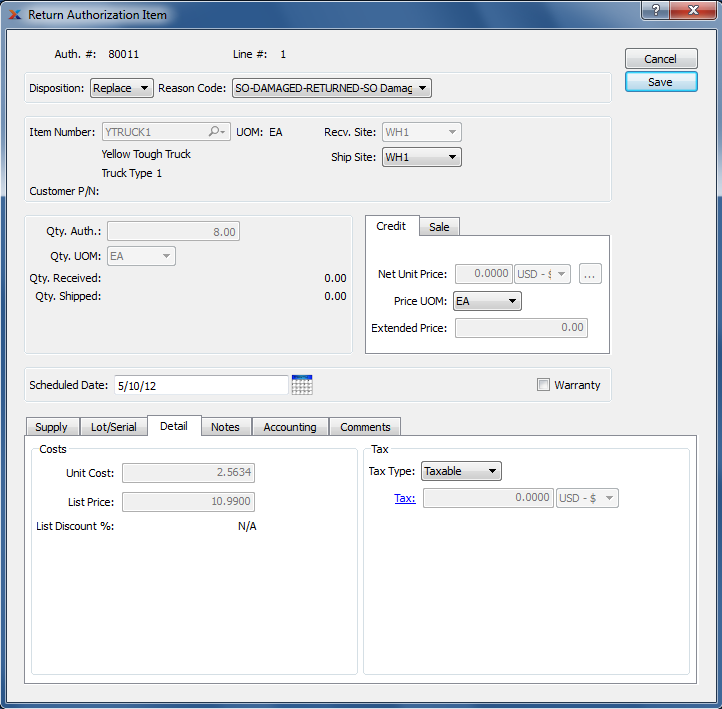 Return Authorization Item
Auth. #: 80011 Line #: 1
Cancel
Disposition: Replace Reason Code: SO-DAMAGED-RETURNED-SO Damag
Save
Item Number: YTRUCK1 UOM: EA Recv. Site: WH1
Yellow Tough Truck Ship Site: WH1
Truck Type 1
Customer P/N:
Qty. Auth.: 8.00
Qty. UOM: EA
Qty. Received: 0.00
Qty. Shipped: 0.00
Credit Sale
Net Unit Price: 0.0000 USD - $ ...
Price UOM: EA
Extended Price: 0.00
Scheduled Date: 5/10/12 Warranty
Supply Lot/Serial Detail Notes Accounting Comments
Costs
Unit Cost: 2.5634
List Price: 10.9900
List Discount %: N/A
Tax
Tax Type: Taxable
Tax: 0.0000 USD - $